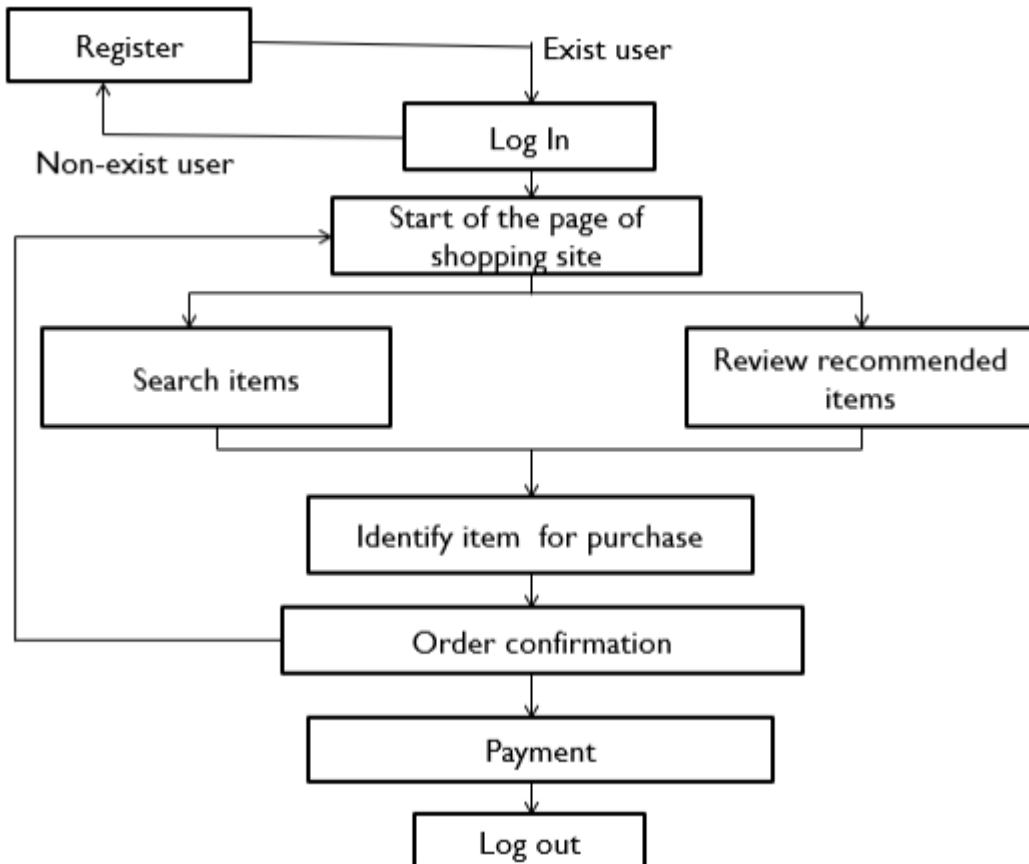 Register
Exist user
Log In
Non-exist user
Start of the page of
shopping site
Search items
Review recommended
items
Identify item for purchase
Order confirmation
Payment
Log out